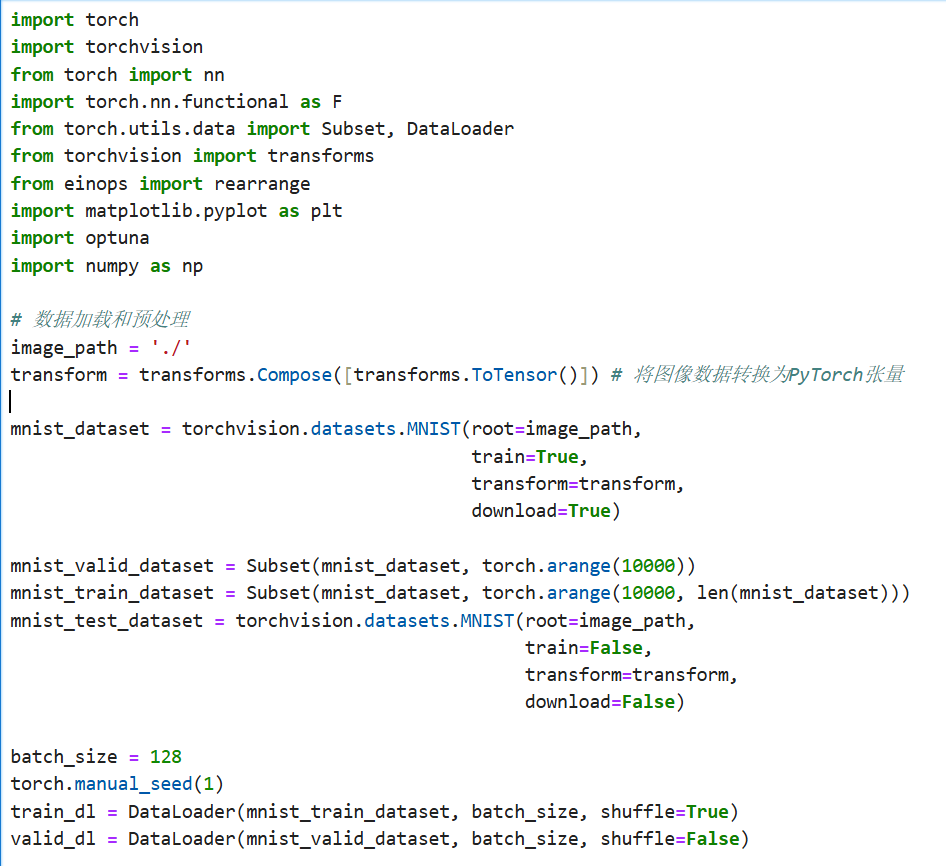 import torch
import torchvision
from torch import nn
import torch.nn.functional as F
from torch.utils.data import Subset, DataLoader
from torchvision import transforms
from einops import rearrange
import matplotlib.pyplot as plt
import optuna
import numpy as np
# 数据加载和预处理
image_path = './'
transform = transforms.Compose([transforms.ToTensor()]) # 将图像数据转换为PyTorch张量
mnist_dataset = torchvision.datasets.MNIST(root=image_path,
train=True,
transform=transform,
download=True)
mnist_valid_dataset = Subset(mnist_dataset, torch.arange(10000))
mnist_train_dataset = Subset(mnist_dataset, torch.arange(10000, len(mnist_dataset)))
mnist_test_dataset = torchvision.datasets.MNIST(root=image_path,
train=False,
transform=transform,
download=False)
batch_size = 128
torch.manual_seed(1)
train_dl = DataLoader(mnist_train_dataset, batch_size, shuffle=True)
valid_dl = DataLoader(mnist_valid_dataset, batch_size, shuffle=False)